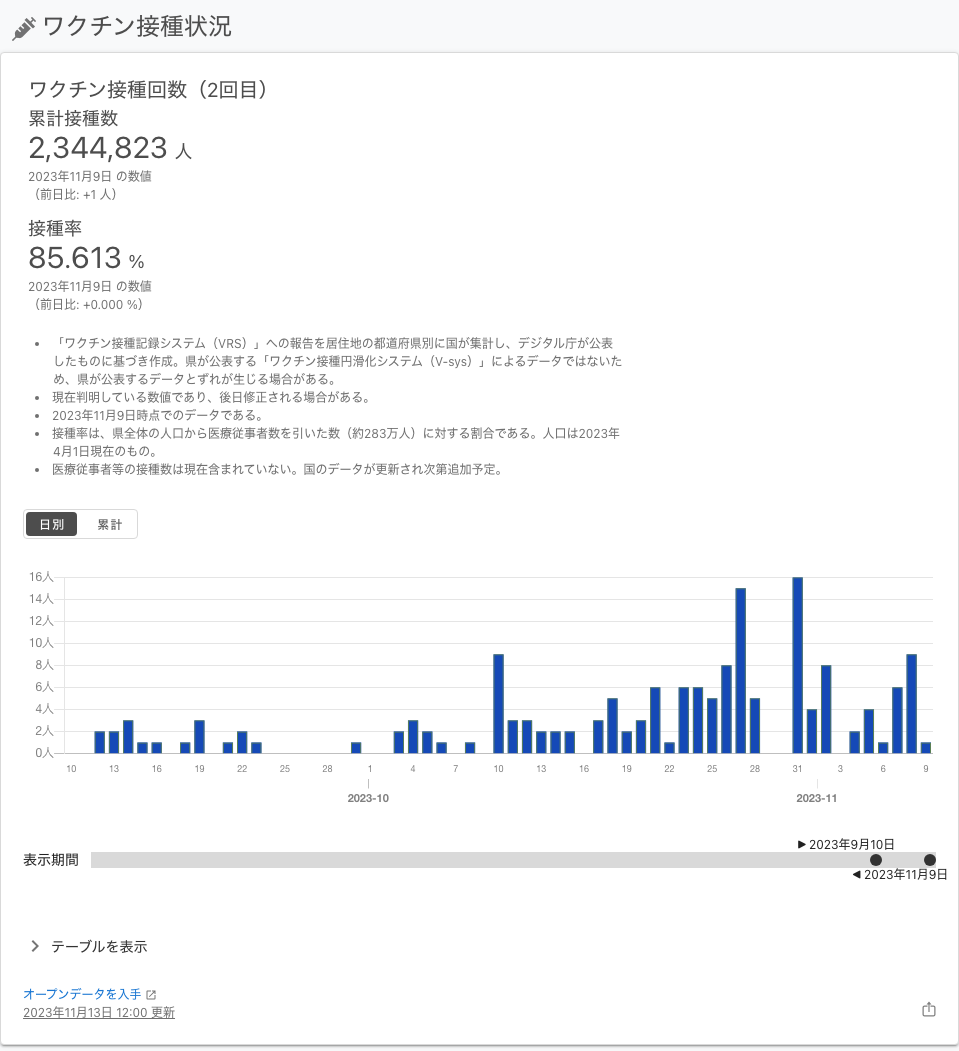 ワクチン接種状況
ワクチン接種回数（2回目）
累計接種数
2,344,823 人
2023年11月9日 の数値
（前日比: +1 人）
接種率
85.613 %
2023年11月9日 の数値
（前日比: +0.000 %）
• 「ワクチン接種記録システム（VRS）」への報告を居住地の都道府県別に国が集計し、デジタル庁が公表
したものに基づき作成。県が公表する「ワクチン接種円滑化システム（V-sys）」によるデータではないた
め、県が公表するデータとずれが生じる場合がある。
• 現在判明している数値であり、後日修正される場合がある。
• 2023年11月9日時点でのデータである。
• 接種率は、県全体の人口から医療従事者数を引いた数（約283万人）に対する割合である。人口は2023年
4月1日現在のもの。
• 医療従事者等の接種数は現在含まれていない。国のデータが更新され次第追加予定。
日別 累計
16人
14人
12人
10人
8人
6人
4人
2人
0人
10 13 16 19 22 25 28 1 4 7 10 13 16 19 22 25 28 31 3 6 9
2023-10 2023-11
▶ 2023年9月10日
表示期間
◀ 2023年11月9日
テーブルを表示
オープンデータを入手
2023年11月13日 12:00 更新